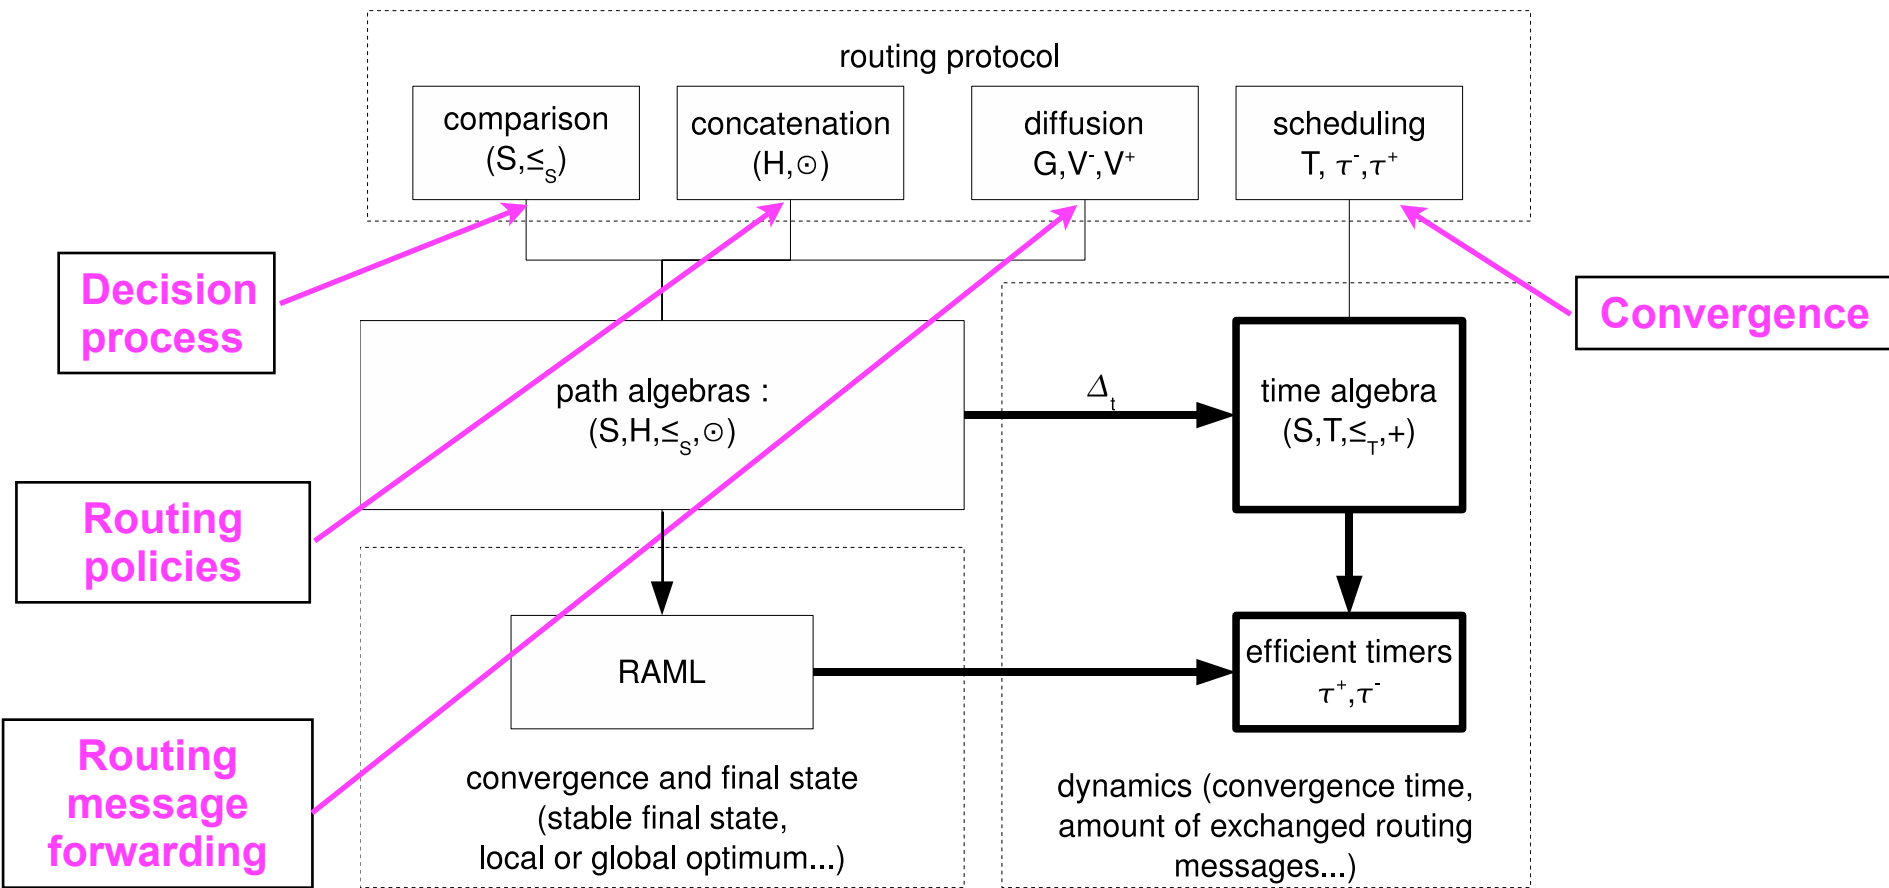 routing protocol
comparison
(S,≤S)
concatenation
(H,⊙)
diffusion
G,V⁻,V⁺
scheduling
T, τ⁻,τ⁺
Decision
process
Convergence
path algebras :
(S,H,≤S,⊙)
Δt
time algebra
(S,T,≤T,+)
Routing
policies
RAML
efficient timers
τ⁺,τ⁻
Routing
message
forwarding
convergence and final state
(stable final state,
local or global optimum...)
dynamics (convergence time,
amount of exchanged routing
messages...)